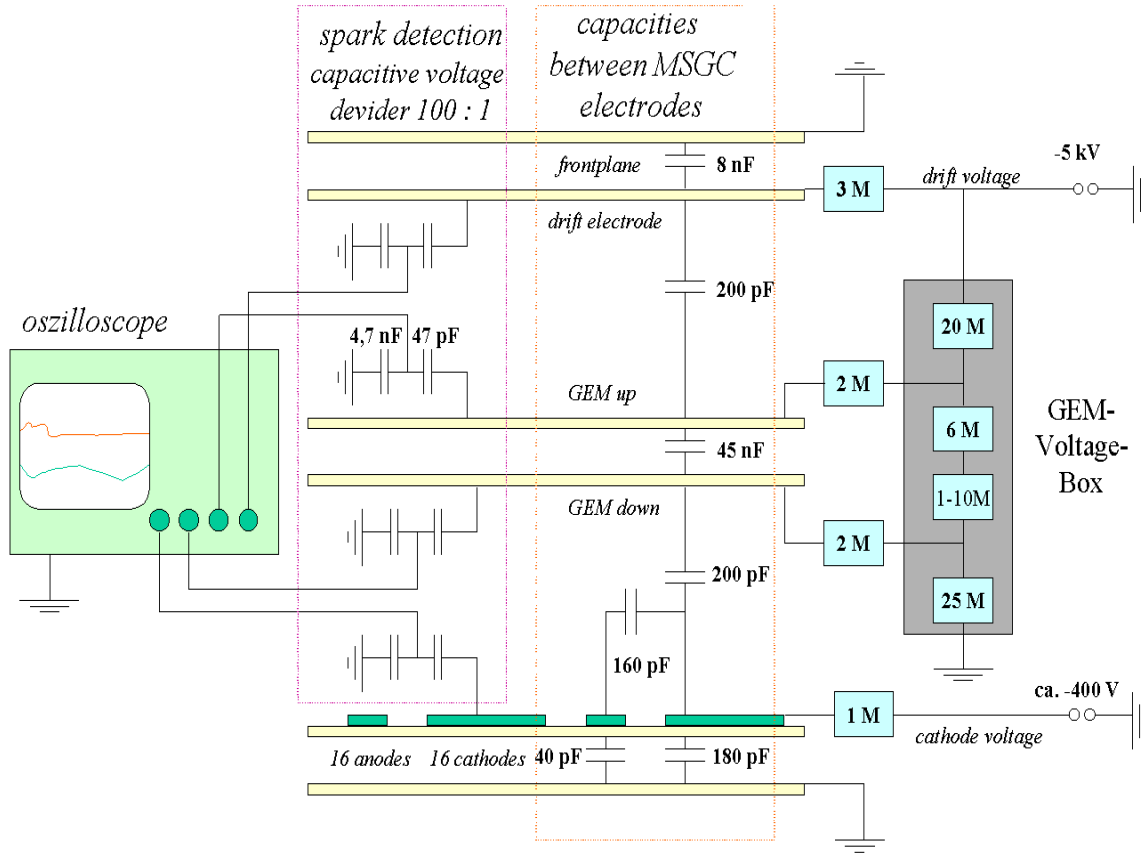 spark detection
capacitive voltage
devider 100 : 1
capacities
between MSGC
electrodes
frontplane
8 nF
-5 kV
3 M
drift voltage
drift electrode
200 pF
oszilloscope
20 M
4,7 nF
47 pF
2 M
GEM up
6 M
GEM-
Voltage-
Box
45 nF
1-10M
GEM down
2 M
200 pF
25 M
160 pF
ca. -400 V
1 M
cathode voltage
16 anodes
16 cathodes
40 pF
180 pF